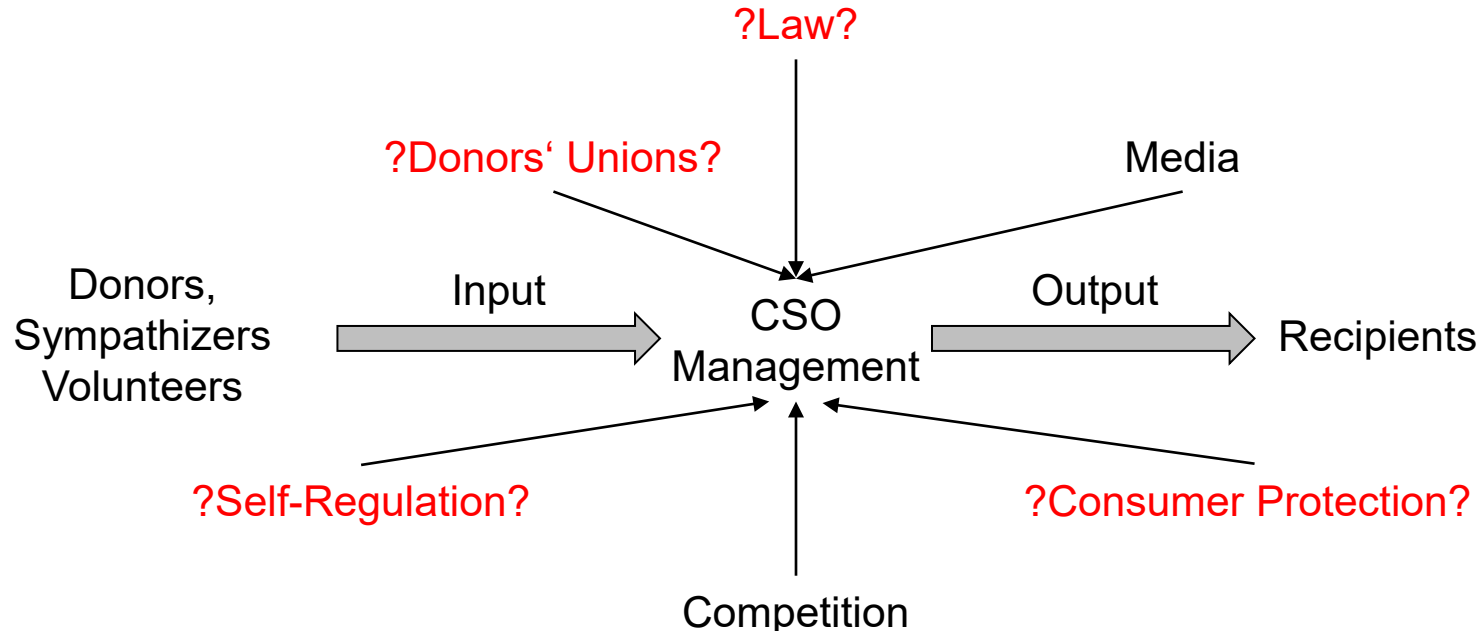 ?Law?
?Donors‘ Unions?
Media
Donors,
Sympathizers
Volunteers
Input
CSO
Management
Output
Recipients
?Self-Regulation?
?Consumer Protection?
Competition